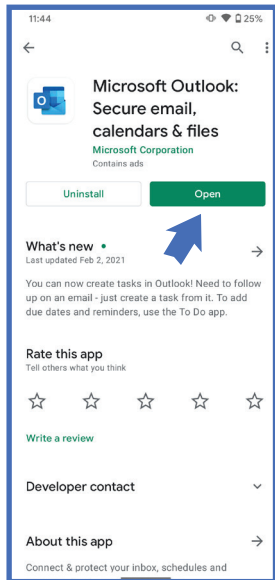 11:44 25%
Microsoft Outlook:
Secure email,
calendars & files
Microsoft Corporation
Contains ads
Uninstall Open
What's new •
Last updated Feb 2, 2021
You can now create tasks in Outlook! Need to follow
up on an email - just create a task from it. To add
due dates and reminders, use the To Do app.
Rate this app
Tell others what you think
Write a review
Developer contact
About this app
Connect & protect your inbox, schedules and